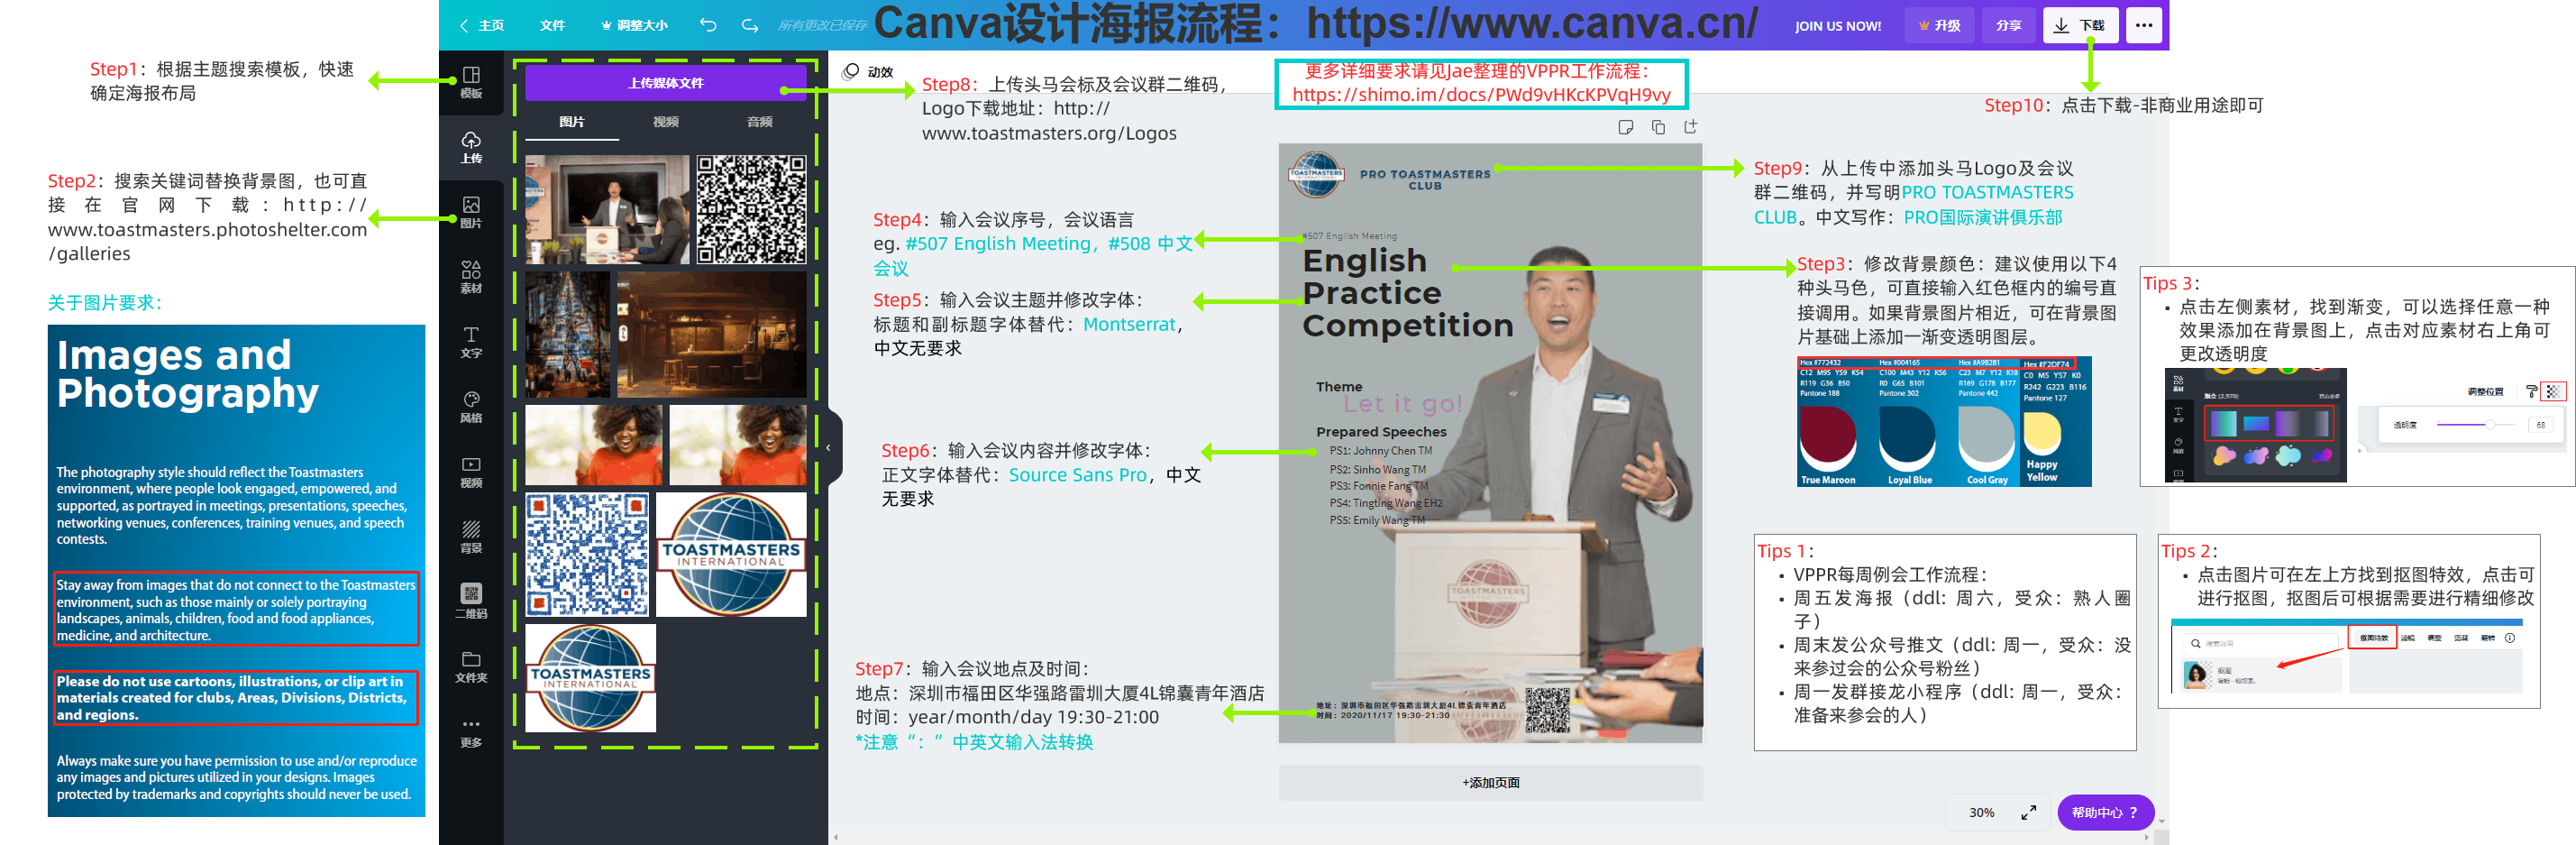 主页
文件
调整大小
所有更改已保存
Canva设计海报流程：https://www.canva.cn/
JOIN US NOW!
升级
分享
下载
Step1：根据主题搜索模板，快速
确定海报布局
Step2：搜索关键词替换背景图，也可直
接在官网下载：http://
www.toastmasters.photoshelter.com
/galleries
关于图片要求：
Images and
Photography
The photography style should reflect the Toastmasters
environment, where people look engaged, empowered, and
supported, as portrayed in meetings, presentations, speeches,
networking venues, conferences, training venues, and speech
contests.
Stay away from images that do not connect to the Toastmasters
environment, such as those mainly or solely portraying
landscapes, animals, children, food and food appliances,
medicine, and architecture.
Please do not use cartoons, illustrations, or clip art in
materials created for clubs, Areas, Divisions, Districts,
and regions.
Always make sure you have permission to use and/or reproduce
any images and pictures utilized in your designs. Images
protected by trademarks and copyrights should never be used.
模板
上传
图片
素材
文字
风格
视频
背景
二维码
文件夹
更多
上传媒体文件
图片
视频
音频
TOASTMASTERS
INTERNATIONAL
TOASTMASTERS
INTERNATIONAL
动效
Step8：上传头马会标及会议群二维码，
Logo下载地址：http://
www.toastmasters.org/Logos
更多详细要求请见Jae整理的VPPR工作流程：
https://shimo.im/docs/PWd9vHKcKPVqH9vy
Step4：输入会议序号，会议语言
eg. #507 English Meeting，#508 中文
会议
Step5：输入会议主题并修改字体：
标题和副标题字体替代：Montserrat，
中文无要求
Step6：输入会议内容并修改字体：
正文字体替代：Source Sans Pro，中文
无要求
Step7：输入会议地点及时间：
地点：深圳市福田区华强路雷圳大厦4L锦囊青年酒店
时间：year/month/day 19:30-21:00
*注意“：”中英文输入法转换
TOASTMASTERS
PRO TOASTMASTERS
CLUB
#507 English Meeting
English
Practice
Competition
Theme
Let it go!
Prepared Speeches
PS1: Johnny Chen TM
PS2: Sinho Wang TM
PS3: Fonnie Fang TM
PS4: Tingting Wang EH2
PS5: Emily Wang TM
TOASTMASTERS
地址：深圳市福田区华强路雷圳大厦4L锦囊青年酒店
时间：2020/11/17 19:30-21:30
+添加页面
Step10：点击下载-非商业用途即可
Step9：从上传中添加头马Logo及会议
群二维码，并写明PRO TOASTMASTERS
CLUB。中文写作：PRO国际演讲俱乐部
Step3：修改背景颜色：建议使用以下4
种头马色，可直接输入红色框内的编号直
接调用。如果背景图片相近，可在背景图
片基础上添加一渐变透明图层。
Hex #772432
C12 M95 Y59 K54
R119 G36 B50
Pantone 188
True Maroon
Hex #004165
C100 M43 Y12 K56
R0 G65 B101
Pantone 302
Loyal Blue
Hex #A9B2B1
C23 M7 Y12 K18
R169 G178 B177
Pantone 442
Cool Gray
Hex #F2DF74
C0 M5 Y57 K0
R242 G223 B116
Pantone 127
Happy
Yellow
Tips 3：
• 点击左侧素材，找到渐变，可以选择任意一种
效果添加在背景图上，点击对应素材右上角可
更改透明度
素材
文字
风格
调整位置
透明度
68
Tips 1：
• VPPR每周例会工作流程：
• 周五发海报（ddl: 周六，受众：熟人圈
子）
• 周末发公众号推文（ddl: 周一，受众：没
来参过会的公众号粉丝）
• 周一发群接龙小程序（ddl: 周一，受众：
准备来参会的人）
Tips 2：
• 点击图片可在左上方找到抠图特效，点击可
进行抠图，抠图后可根据需要进行精细修改
抠图特效
滤镜
调整
翻转
30%
帮助中心 ?